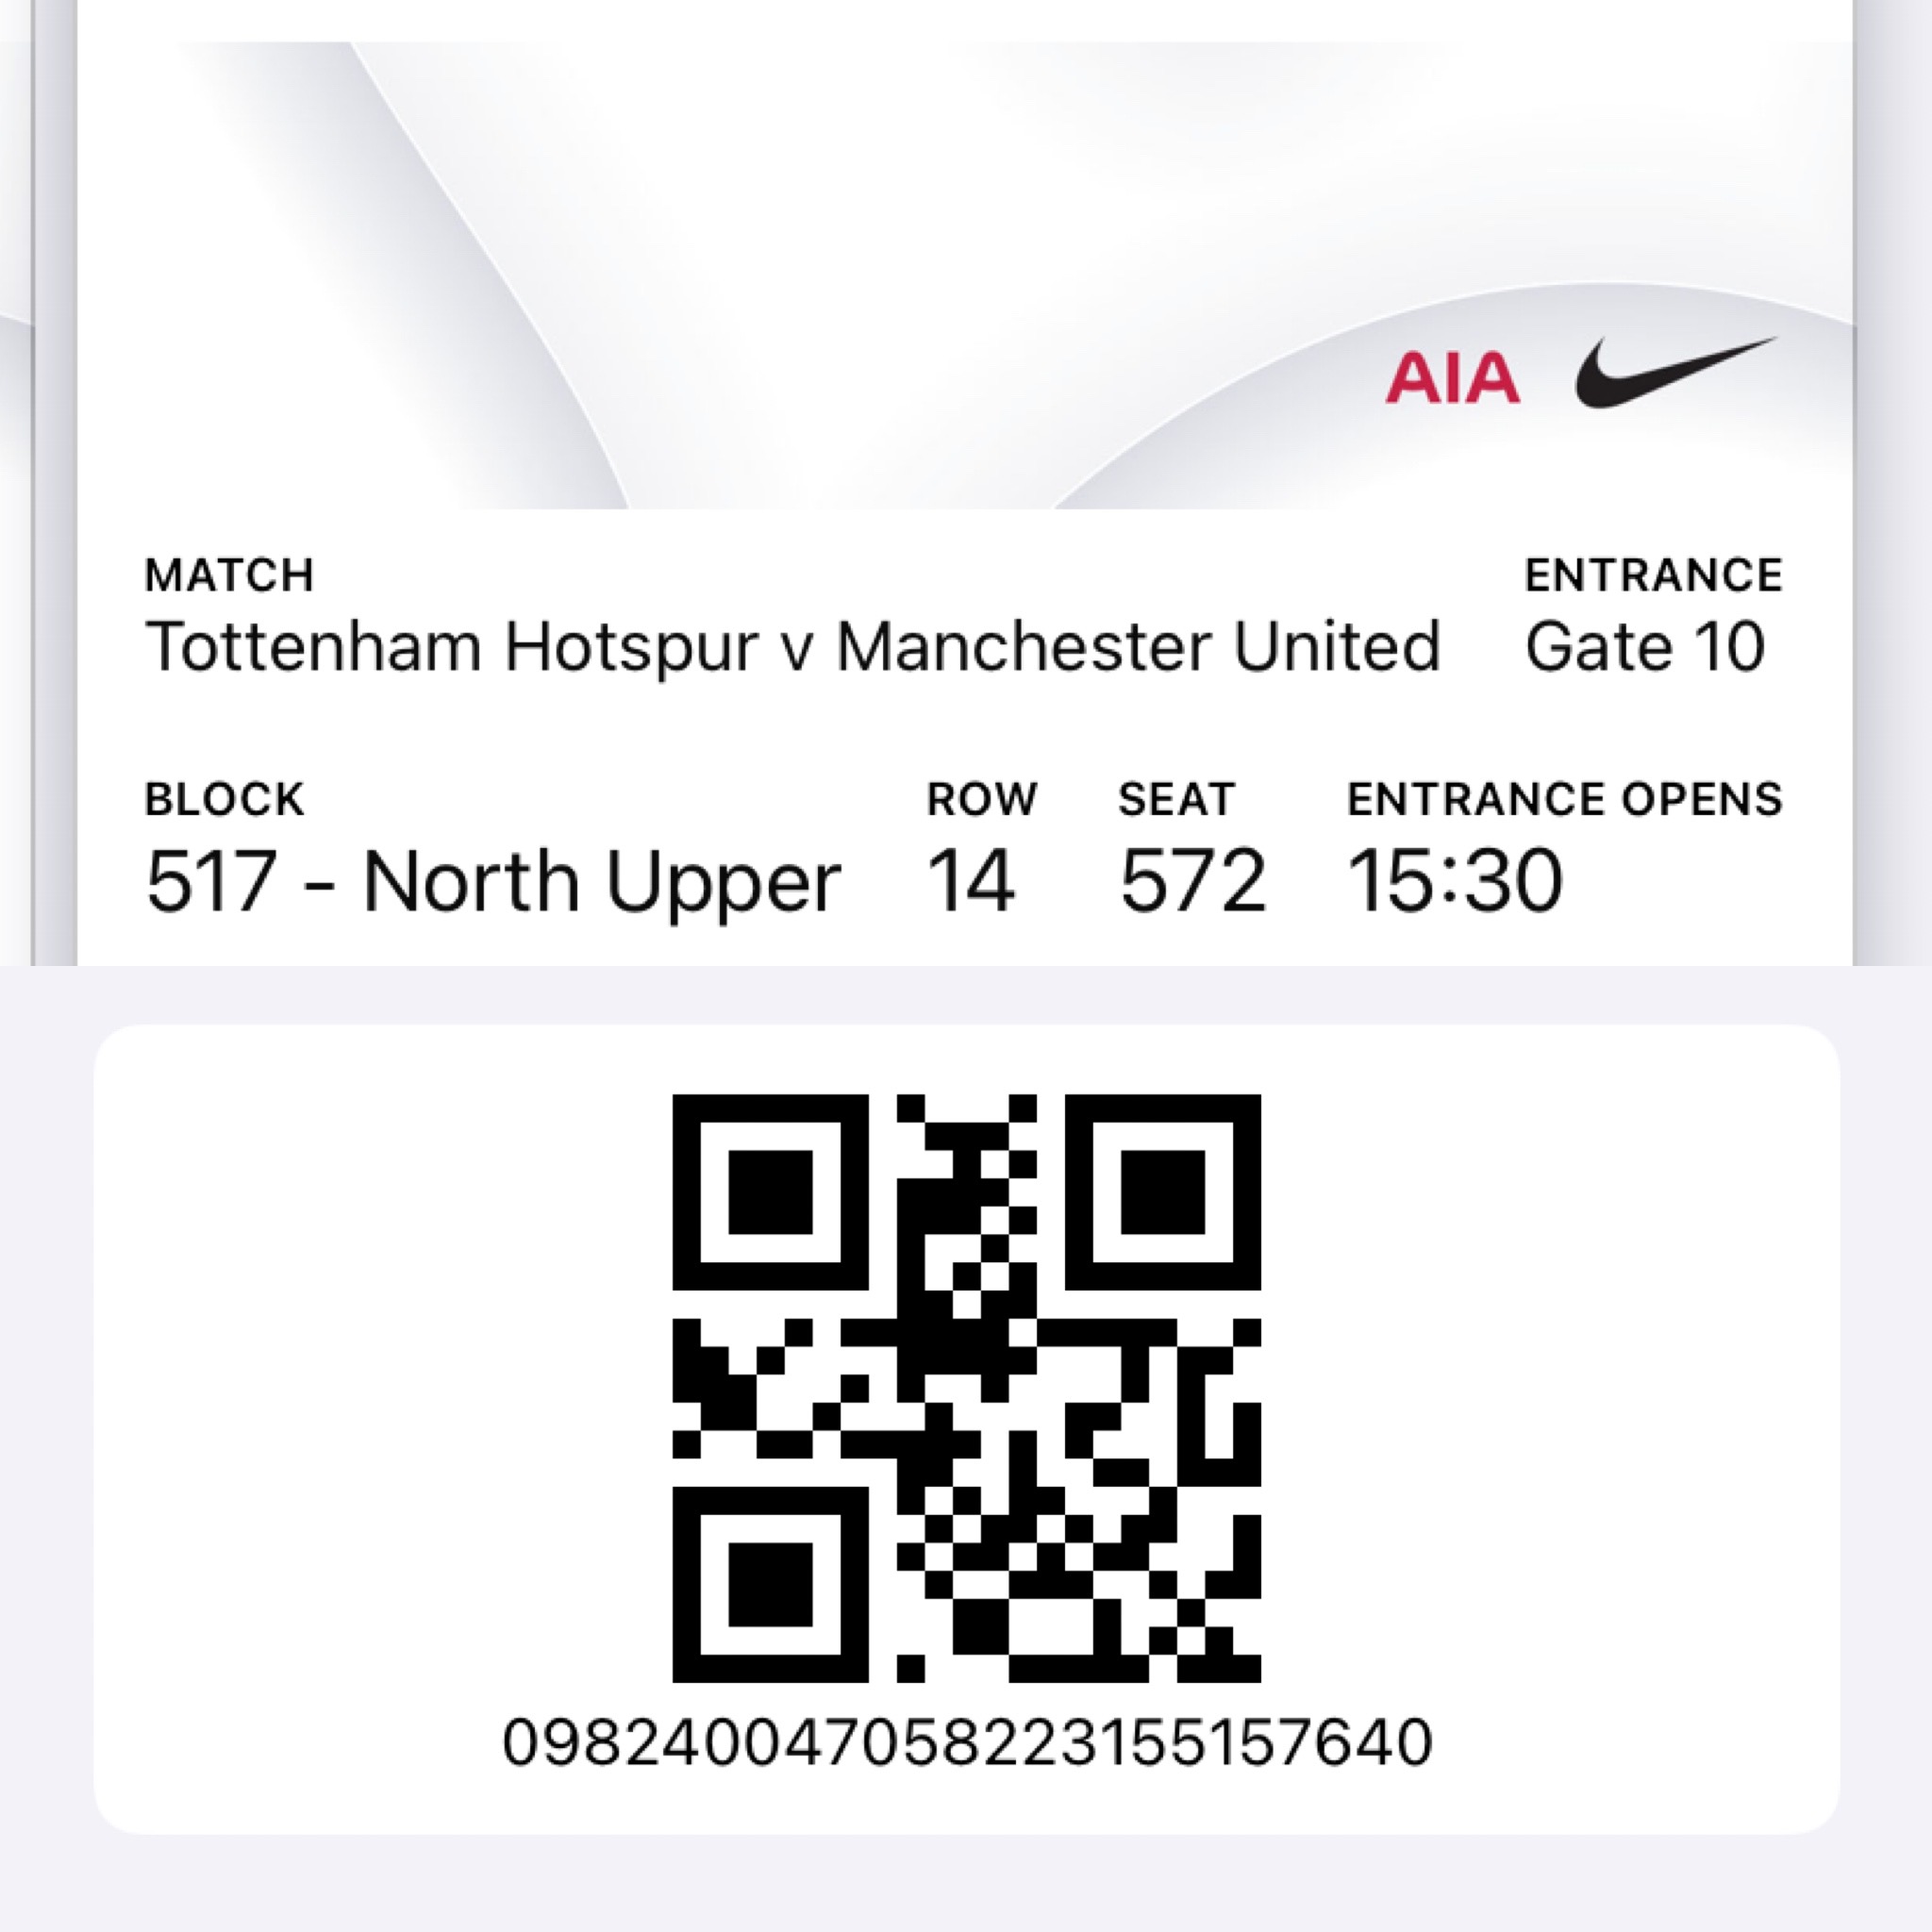 AIA
MATCH ENTRANCE
Tottenham Hotspur v Manchester United Gate 10
BLOCK ROW SEAT ENTRANCE OPENS
517 - North Upper 14 572 15:30
098240047058223155157640